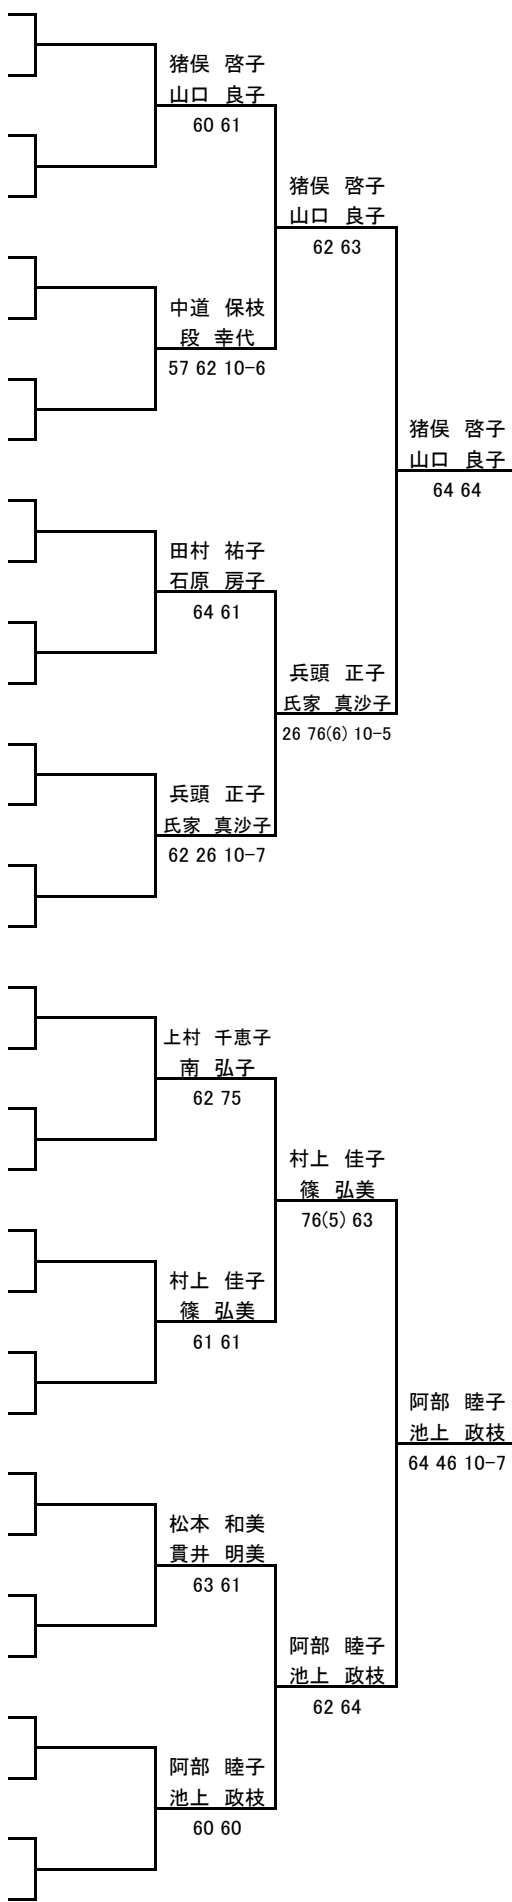 猪俣 啓子
山口 良子
60 61
猪俣 啓子
山口 良子
62 63
中道 保枝
段 幸代
57 62 10-6
猪俣 啓子
山口 良子
64 64
田村 祐子
石原 房子
64 61
兵頭 正子
氏家 真沙子
26 76(6) 10-5
兵頭 正子
氏家 真沙子
62 26 10-7
上村 千恵子
南 弘子
62 75
村上 佳子
篠 弘美
76(5) 63
村上 佳子
篠 弘美
61 61
阿部 睦子
池上 政枝
64 46 10-7
松本 和美
貫井 明美
63 61
阿部 睦子
池上 政枝
62 64
阿部 睦子
池上 政枝
60 60